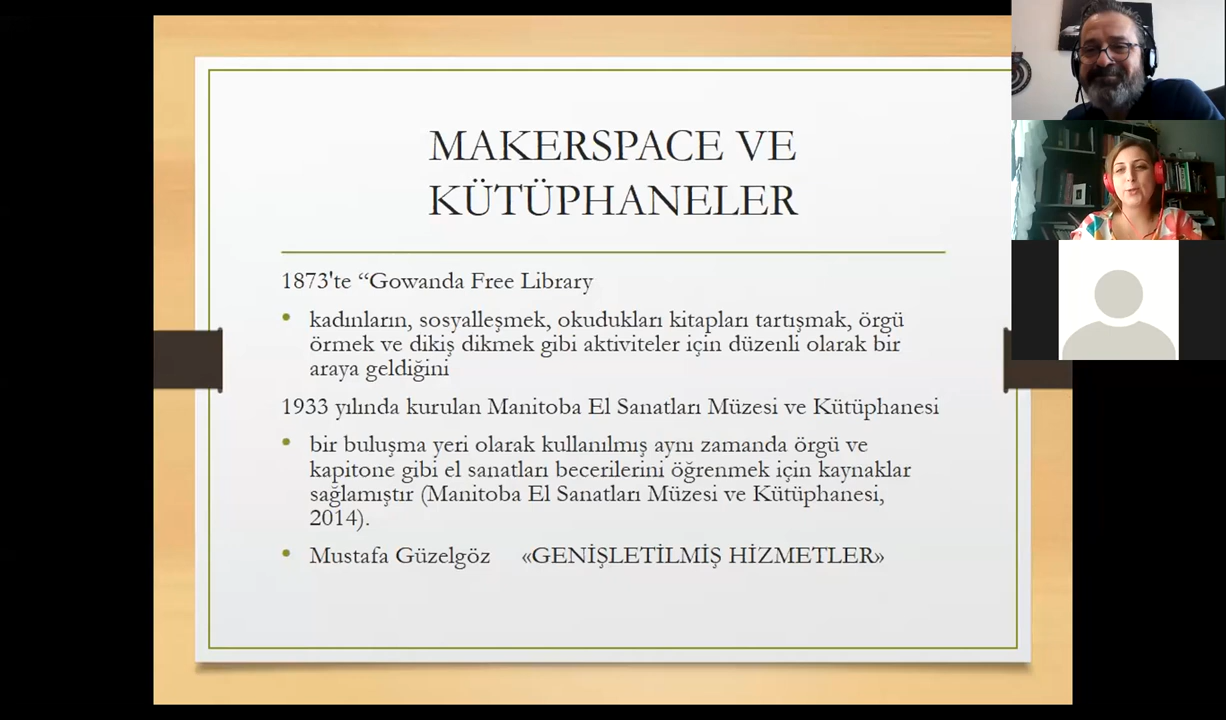 MAKERSPACE VE
KÜTÜPHANELER
1873'te “Gowanda Free Library
• kadınların, sosyalleşmek, okudukları kitapları tartışmak, örgü
örmek ve dikiş dikmek gibi aktiviteler için düzenli olarak bir
araya geldiğini
1933 yılında kurulan Manitoba El Sanatları Müzesi ve Kütüphanesi
• bir buluşma yeri olarak kullanılmış aynı zamanda örgü ve
kapitone gibi el sanatları becerilerini öğrenmek için kaynaklar
sağlamıştır (Manitoba El Sanatları Müzesi ve Kütüphanesi,
2014).
• Mustafa Güzelgöz «GENİŞLETİLMİŞ HİZMETLER»